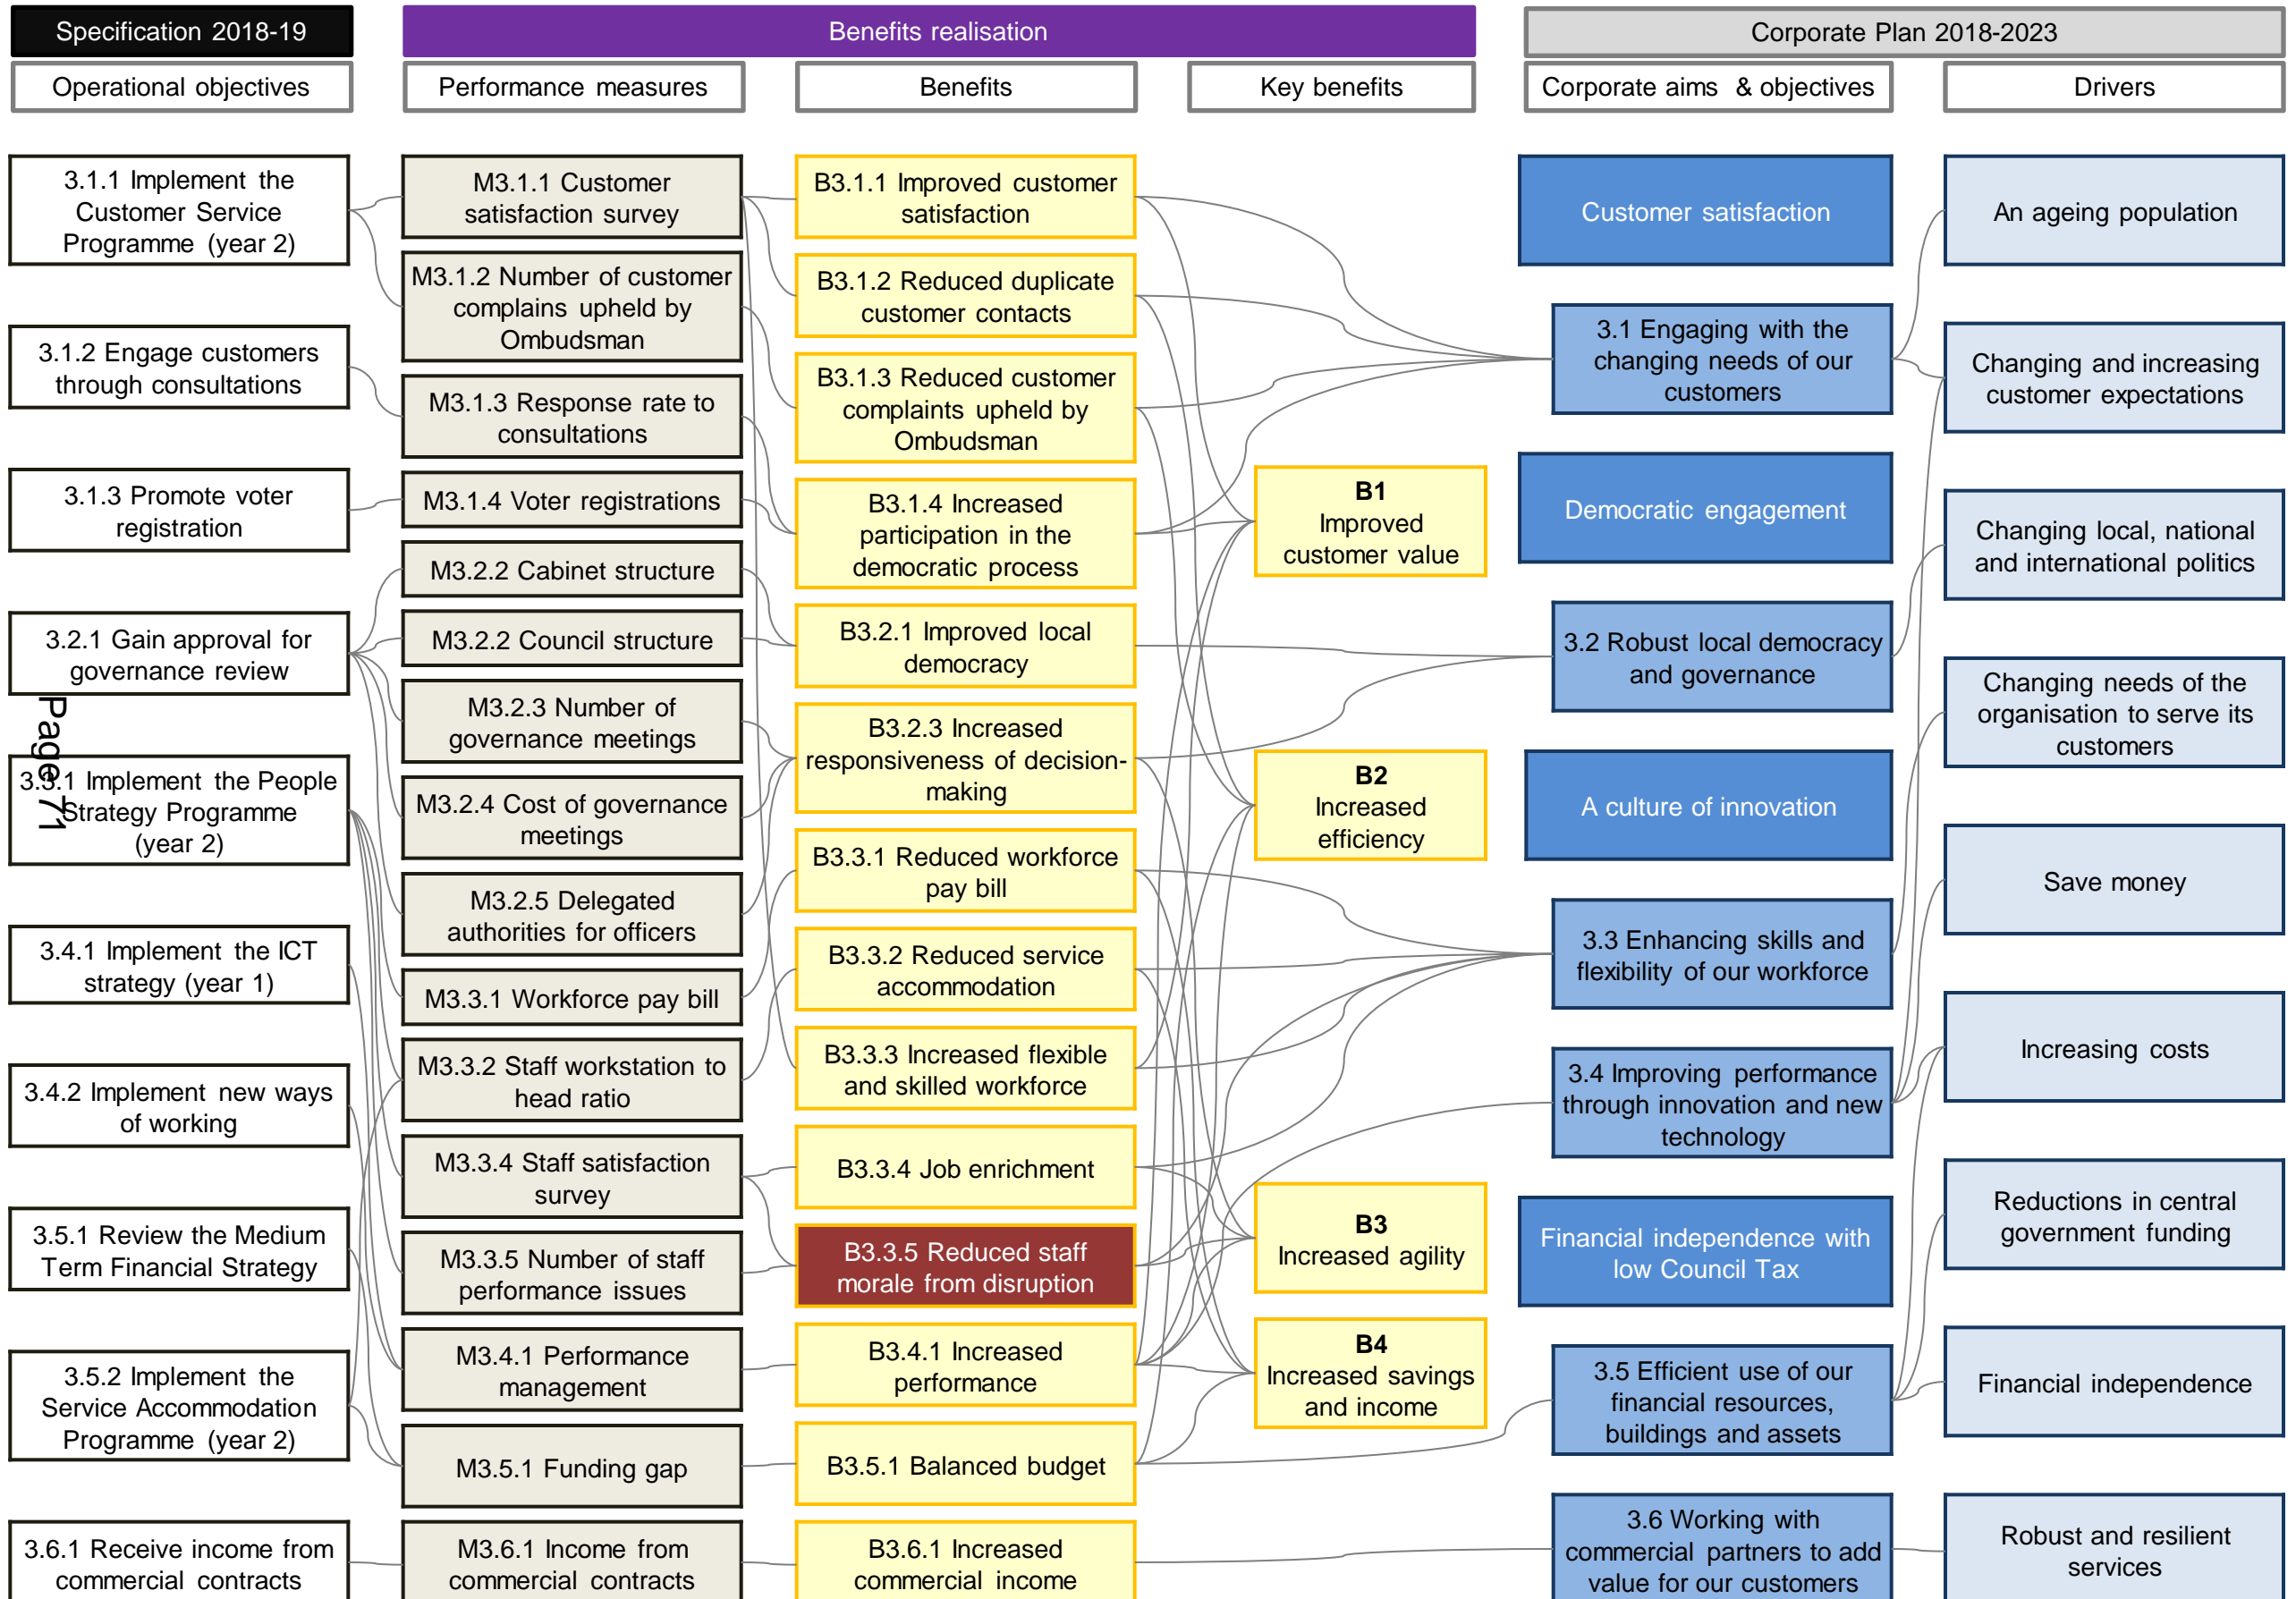 Specification 2018-19
Benefits realisation
Corporate Plan 2018-2023
Operational objectives
Performance measures
Benefits
Key benefits
Corporate aims & objectives
Drivers
3.1.1 Implement the
Customer Service
Programme (year 2)
3.1.2 Engage customers
through consultations
3.1.3 Promote voter
registration
3.2.1 Gain approval for
governance review
Page 71
3.3.1 Implement the People
Strategy Programme
(year 2)
3.4.1 Implement the ICT
strategy (year 1)
3.4.2 Implement new ways
of working
3.5.1 Review the Medium
Term Financial Strategy
3.5.2 Implement the
Service Accommodation
Programme (year 2)
3.6.1 Receive income from
commercial contracts
M3.1.1 Customer
satisfaction survey
M3.1.2 Number of customer
complains upheld by
Ombudsman
M3.1.3 Response rate to
consultations
M3.1.4 Voter registrations
M3.2.2 Cabinet structure
M3.2.2 Council structure
M3.2.3 Number of
governance meetings
M3.2.4 Cost of governance
meetings
M3.2.5 Delegated
authorities for officers
M3.3.1 Workforce pay bill
M3.3.2 Staff workstation to
head ratio
M3.3.4 Staff satisfaction
survey
M3.3.5 Number of staff
performance issues
M3.4.1 Performance
management
M3.5.1 Funding gap
M3.6.1 Income from
commercial contracts
B3.1.1 Improved customer
satisfaction
B3.1.2 Reduced duplicate
customer contacts
B3.1.3 Reduced customer
complaints upheld by
Ombudsman
B3.1.4 Increased
participation in the
democratic process
B3.2.1 Improved local
democracy
B3.2.3 Increased
responsiveness of decision-
making
B3.3.1 Reduced workforce
pay bill
B3.3.2 Reduced service
accommodation
B3.3.3 Increased flexible
and skilled workforce
B3.3.4 Job enrichment
B3.3.5 Reduced staff
morale from disruption
B3.4.1 Increased
performance
B3.5.1 Balanced budget
B3.6.1 Increased
commercial income
B1
Improved
customer value
B2
Increased
efficiency
B3
Increased agility
B4
Increased savings
and income
Customer satisfaction
3.1 Engaging with the
changing needs of our
customers
Democratic engagement
3.2 Robust local democracy
and governance
A culture of innovation
3.3 Enhancing skills and
flexibility of our workforce
3.4 Improving performance
through innovation and new
technology
Financial independence with
low Council Tax
3.5 Efficient use of our
financial resources,
buildings and assets
3.6 Working with
commercial partners to add
value for our customers
An ageing population
Changing and increasing
customer expectations
Changing local, national
and international politics
Changing needs of the
organisation to serve its
customers
Save money
Increasing costs
Reductions in central
government funding
Financial independence
Robust and resilient
services